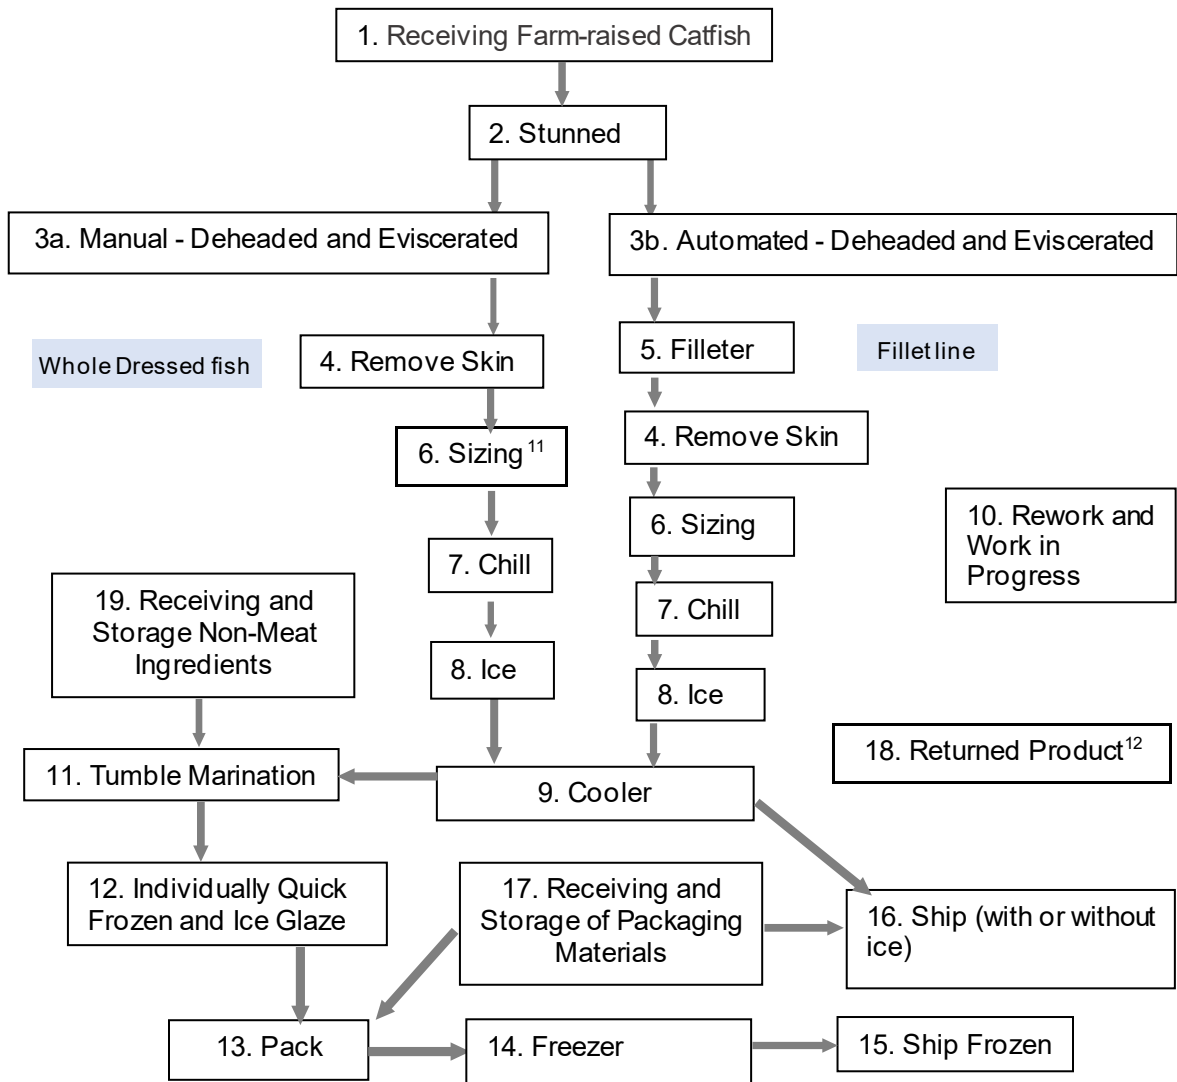 1. Receiving Farm-raised Catfish
2. Stunned
3a. Manual - Deheaded and Eviscerated
3b. Automated - Deheaded and Eviscerated
Whole Dressed fish
4. Remove Skin
5. Filleter
Fillet line
6. Sizing 11
4. Remove Skin
6. Sizing
10. Rework and
Work in
Progress
7. Chill
19. Receiving and
Storage Non-Meat
Ingredients
7. Chill
8. Ice
8. Ice
18. Returned Product12
11. Tumble Marination
9. Cooler
12. Individually Quick
Frozen and Ice Glaze
17. Receiving and
Storage of Packaging
Materials
16. Ship (with or without
ice)
13. Pack
14. Freezer
15. Ship Frozen